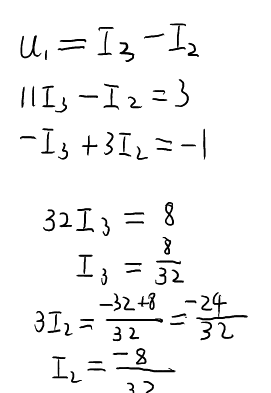 u₁ = I₃ - I₂
11I₃ - I₂ = 3
-I₃ + 3I₂ = -1
32I₃ = 8
I₃ = 8/32
3I₂ = (-32+8)/32 = -24/32
I₂ = -8/32